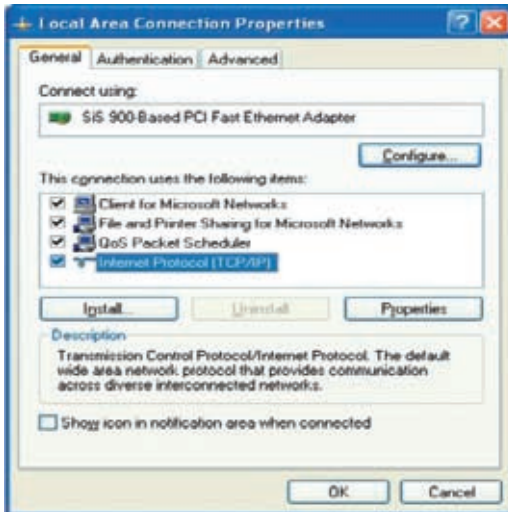 Local Area Connection Properties
General Authentication Advanced
Connect using:
SiS 900-Based PCI Fast Ethernet Adapter
Configure...
This connection uses the following items:
Client for Microsoft Networks
File and Printer Sharing for Microsoft Networks
QoS Packet Scheduler
Internet Protocol (TCP/IP)
Install... Uninstall Properties
Description
Transmission Control Protocol/Internet Protocol. The default
wide area network protocol that provides communication
across diverse interconnected networks.
Show icon in notification area when connected
OK Cancel